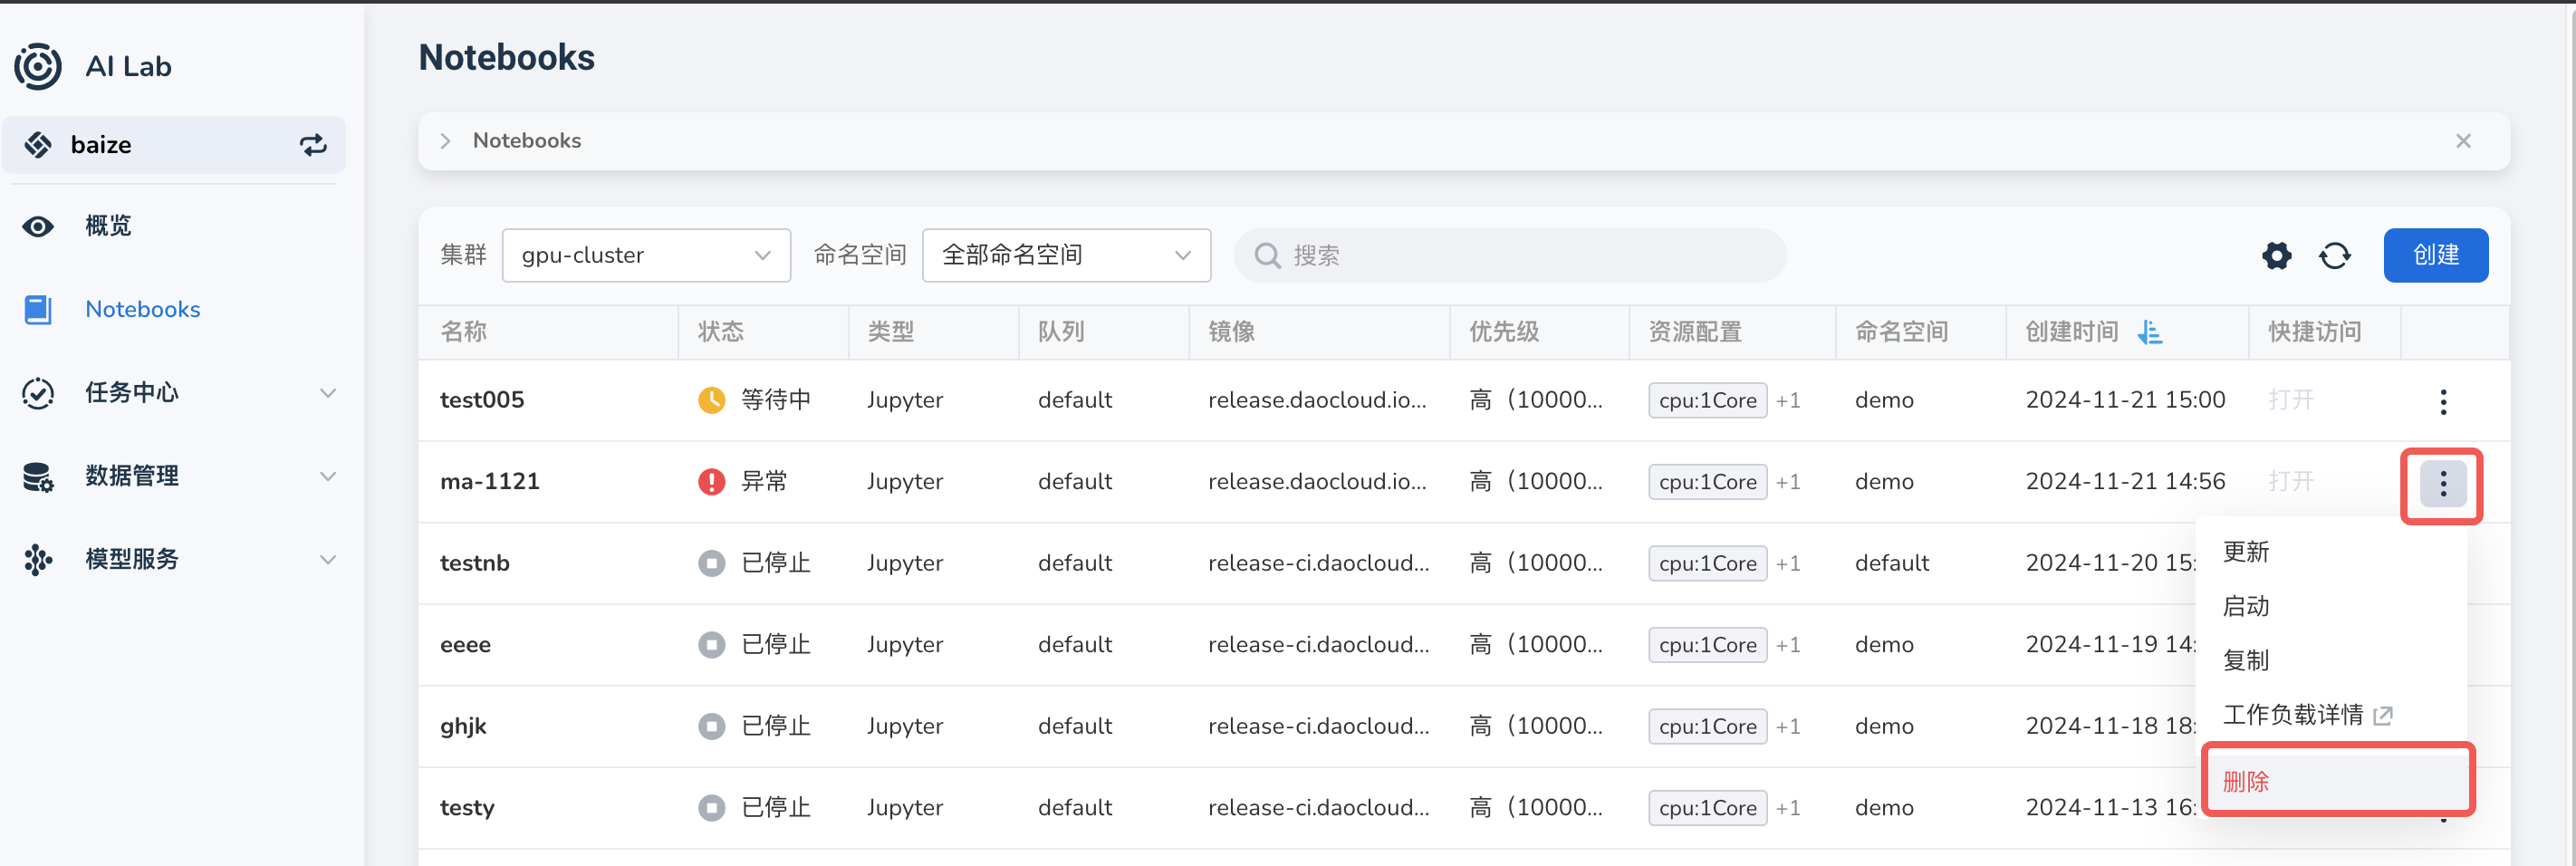 AI Lab
baize
概览
Notebooks
任务中心
数据管理
模型服务
Notebooks
Notebooks
集群 gpu-cluster 命名空间 全部命名空间 搜索 创建
名称 状态 类型 队列 镜像 优先级 资源配置 命名空间 创建时间 快捷访问
test005 等待中 Jupyter default release.daocloud.io... 高（10000... cpu:1Core +1 demo 2024-11-21 15:00 打开
ma-1121 异常 Jupyter default release.daocloud.io... 高（10000... cpu:1Core +1 demo 2024-11-21 14:56 打开
testnb 已停止 Jupyter default release-ci.daocloud... 高（10000... cpu:1Core +1 default 2024-11-20 15:
eeee 已停止 Jupyter default release-ci.daocloud... 高（10000... cpu:1Core +1 demo 2024-11-19 14:
ghjk 已停止 Jupyter default release-ci.daocloud... 高（10000... cpu:1Core +1 demo 2024-11-18 18:
testy 已停止 Jupyter default release-ci.daocloud... 高（10000... cpu:1Core +1 demo 2024-11-13 16:
更新
启动
复制
工作负载详情
删除